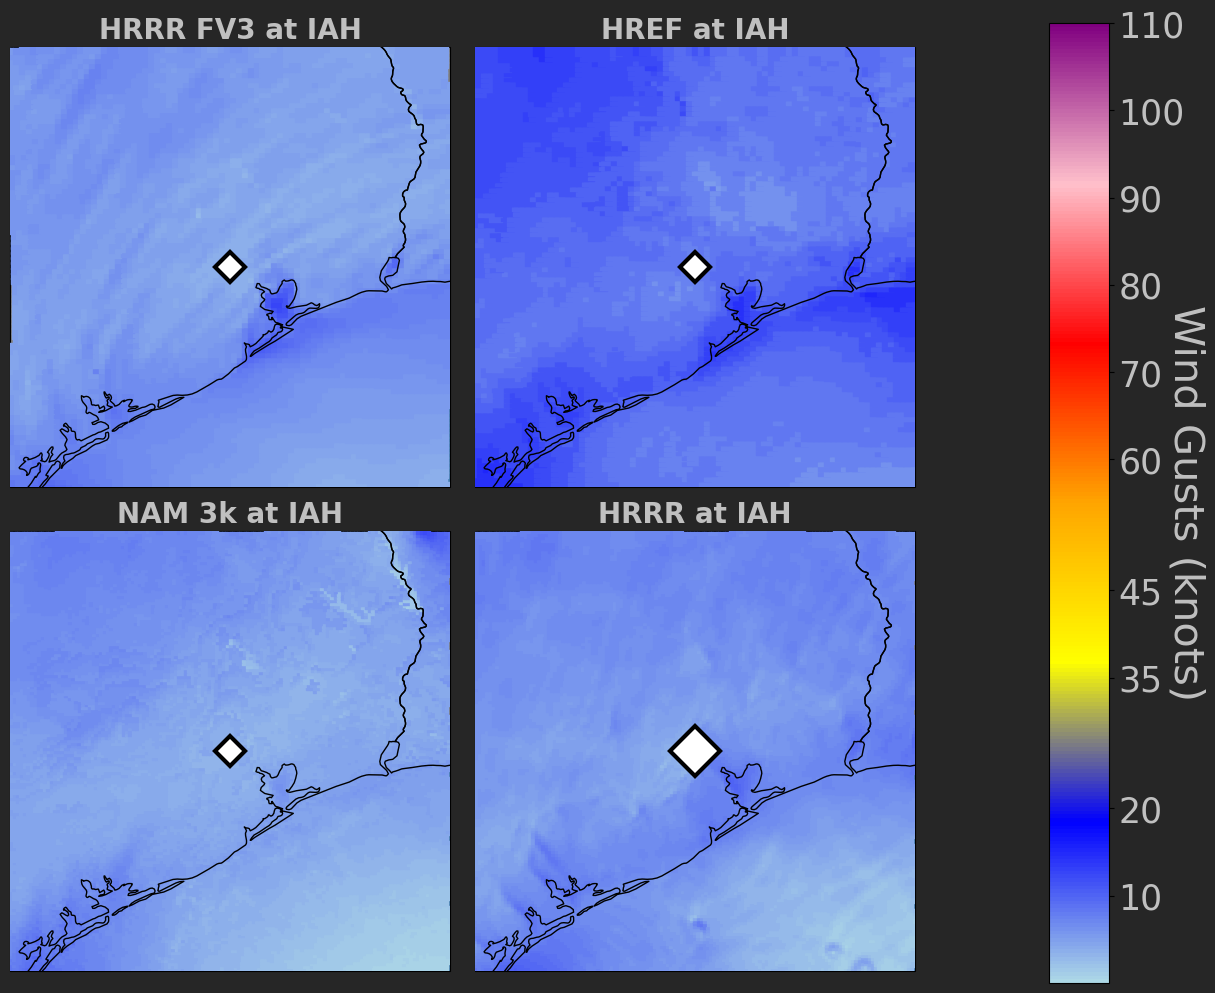 HRRR FV3 at IAH
HREF at IAH
NAM 3k at IAH
HRRR at IAH
110
100
90
80
70
60
45
35
20
10
Wind Gusts (knots)